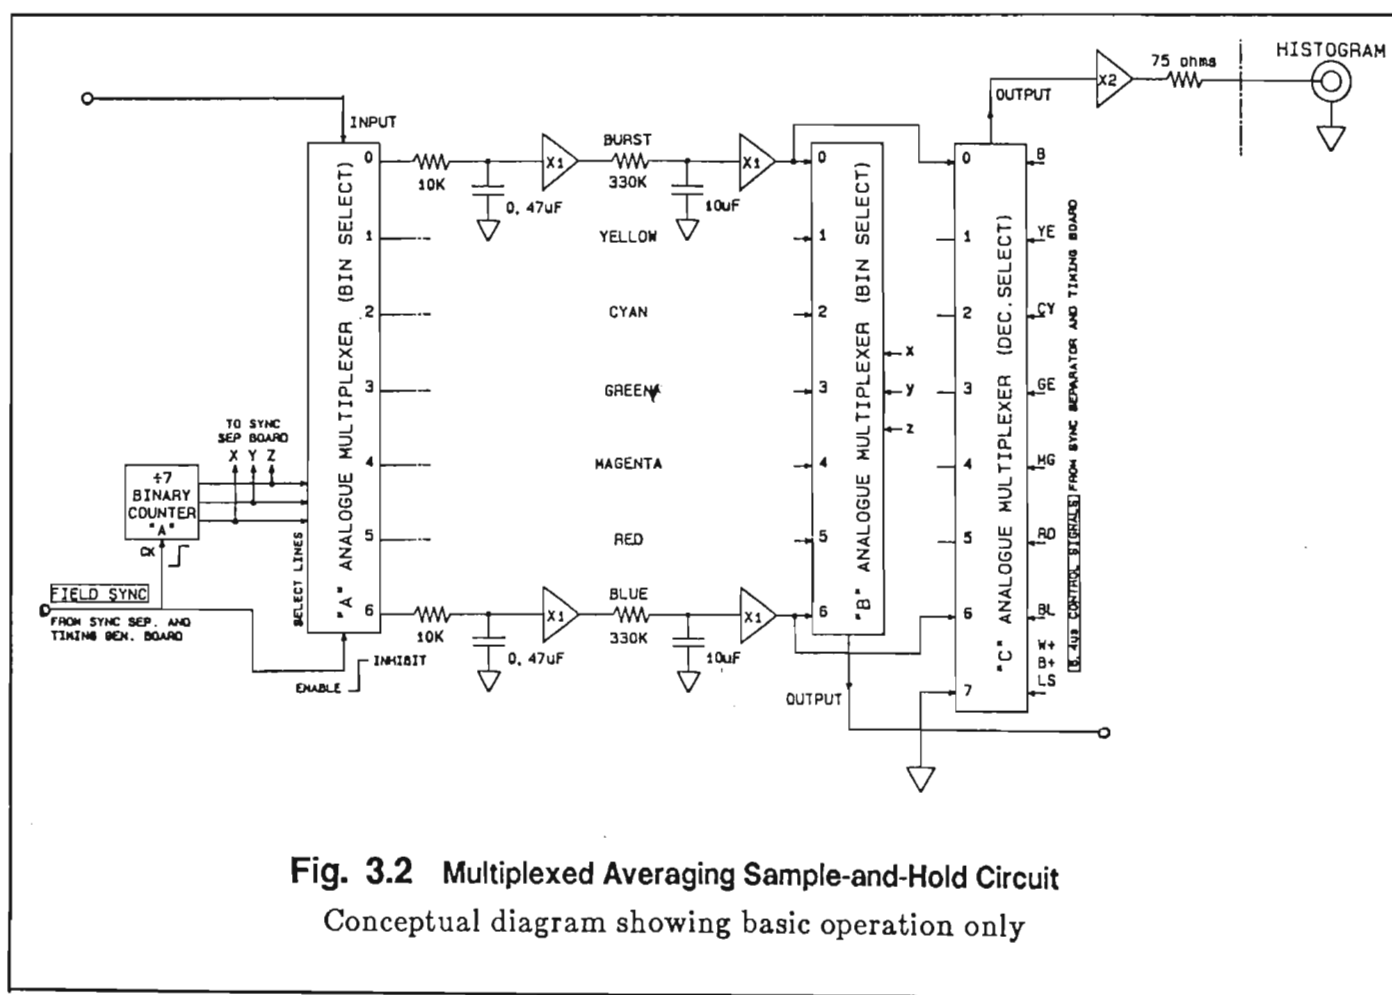 HISTOGRAM
75 ohms
X2
OUTPUT
INPUT
0
10K
0.47uF
X1
BURST
330K
10uF
X1
0
0
B
1
YELLOW
1
1
YE
2
CYAN
2
2
CY
3
GREEN
3
3
GE
4
MAGENTA
4
4
MG
5
RED
5
5
RD
6
10K
0.47uF
X1
BLUE
330K
10uF
X1
6
6
BL
W+
B+
LS
7
"A" ANALOGUE MULTIPLEXER (BIN SELECT)
"B" ANALOGUE MULTIPLEXER (BIN SELECT)
"C" ANALOGUE MULTIPLEXER (DEC.SELECT)
X
y
z
CONTROL SIGNALS FROM SYNC SEPARATOR AND TIMING BOARD
TO SYNC
SEP BOARD
X Y Z
÷7
BINARY
COUNTER
"A"
CK
SELECT LINES
FIELD SYNC
FROM SYNC SEP. AND
TIMING GEN. BOARD
INHIBIT
ENABLE
OUTPUT
Fig. 3.2 Multiplexed Averaging Sample-and-Hold Circuit
Conceptual diagram showing basic operation only